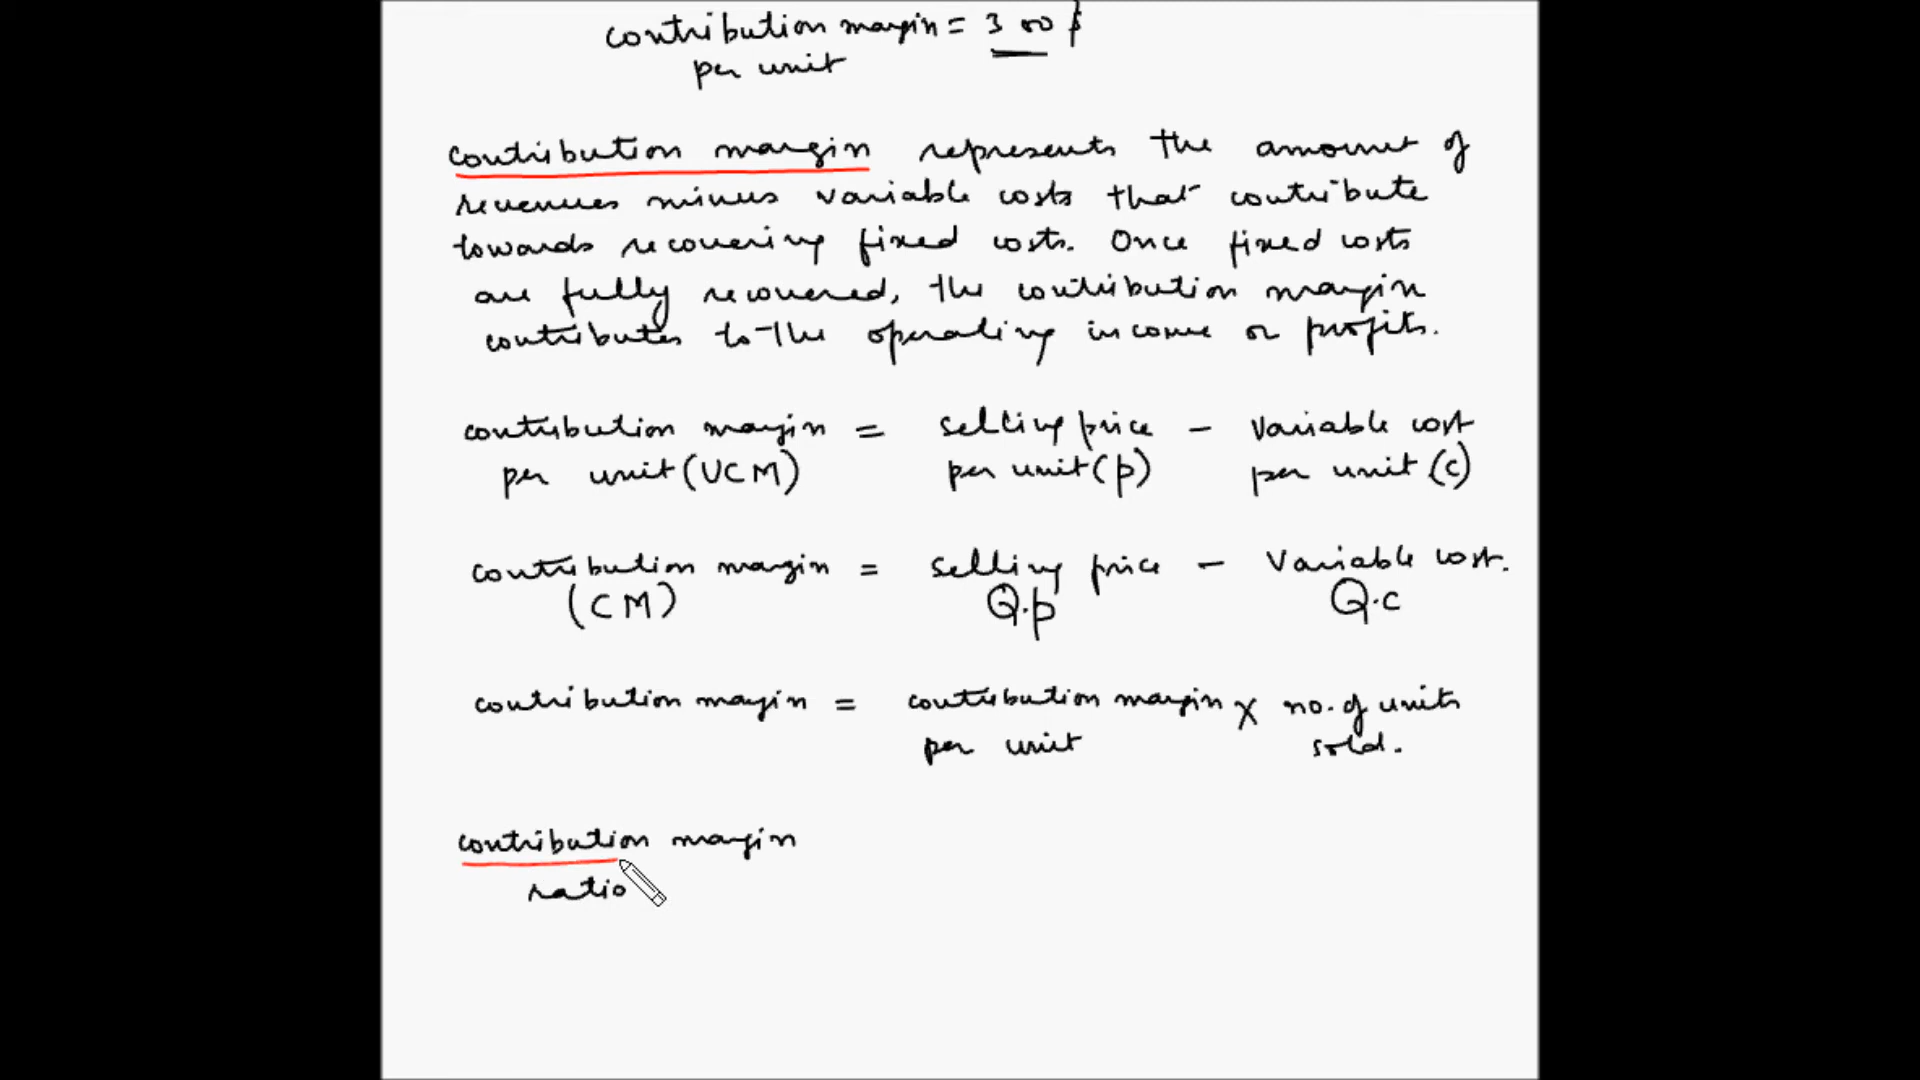 contribution margin = 300 $
per unit
contribution margin represents the amount of
revenues minus variable costs that contribute
towards recovering fixed costs. Once fixed costs
are fully recovered, the contribution margin
contributes to the operating income or profits.
contribution margin = selling price - variable cost
per unit (UCM) per unit (p) per unit (c)
contribution margin = selling price - variable cost.
(CM) Q.p Q.c
contribution margin = contribution margin x no. of units
per unit sold.
contribution margin
ratio